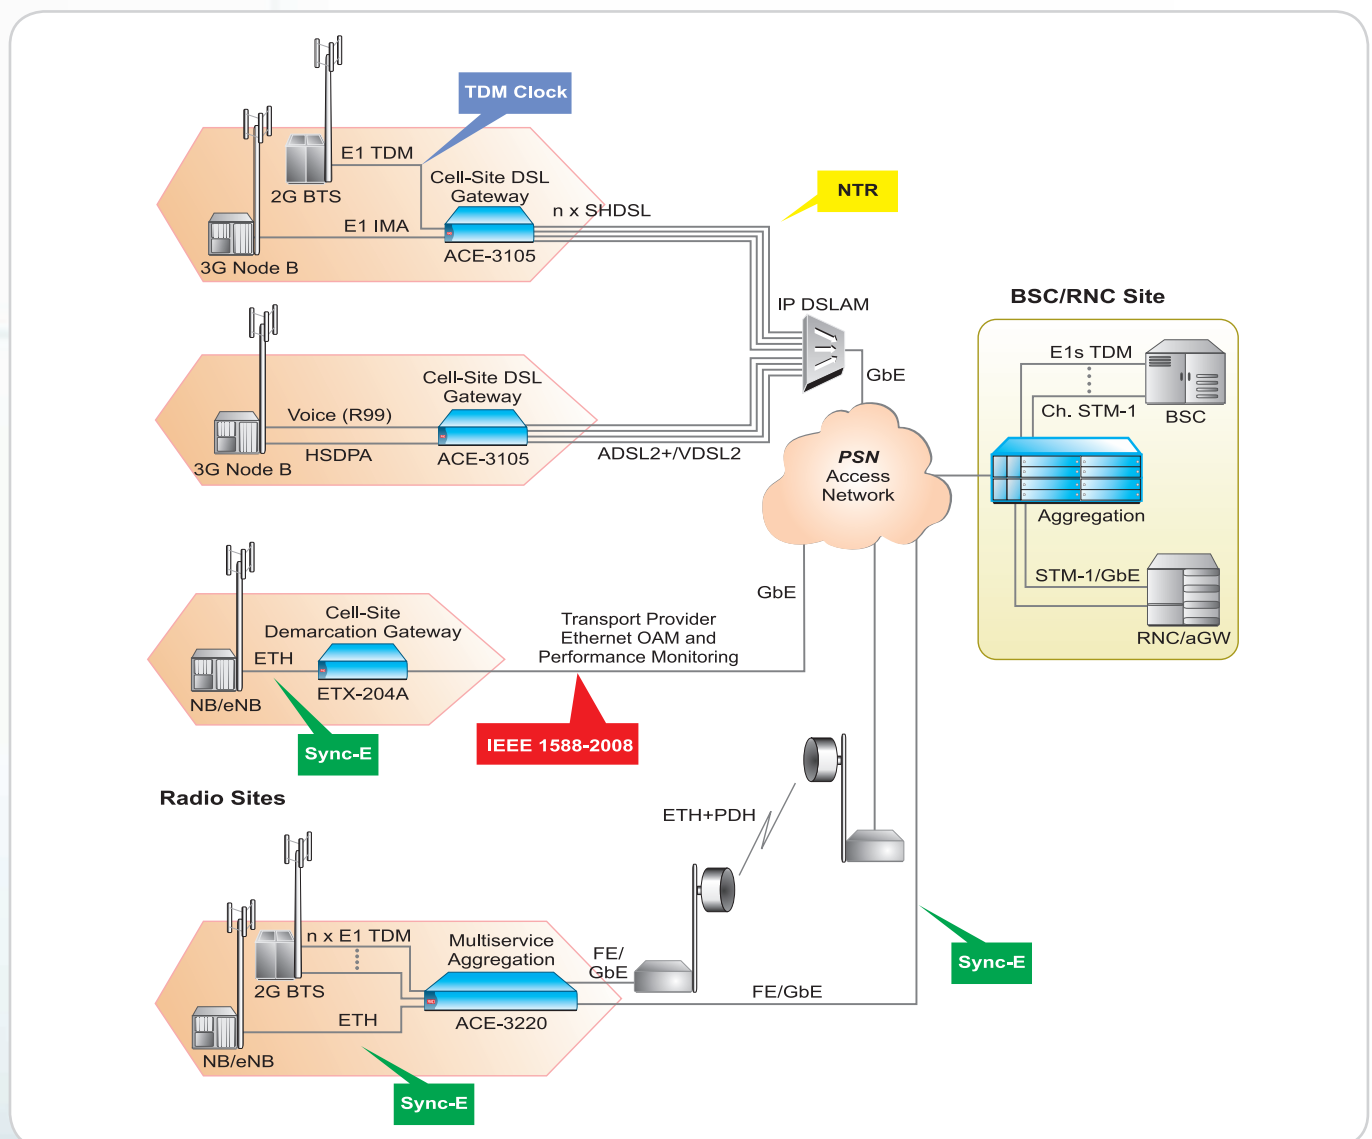 TDM Clock
E1 TDM
2G BTS
Cell-Site DSL
Gateway
n x SHDSL
NTR
E1 IMA
ACE-3105
3G Node B
IP DSLAM
GbE
BSC/RNC Site
E1s TDM
Ch. STM-1
BSC
Cell-Site DSL
Gateway
Voice (R99)
HSDPA
ACE-3105
3G Node B
ADSL2+/VDSL2
PSN
Access
Network
Aggregation
STM-1/GbE
RNC/aGW
GbE
Cell-Site
Demarcation Gateway
ETH
ETX-204A
NB/eNB
Transport Provider
Ethernet OAM and
Performance Monitoring
Sync-E
IEEE 1588-2008
Radio Sites
ETH+PDH
n x E1 TDM
2G BTS
Multiservice
Aggregation
FE/
GbE
Sync-E
FE/GbE
ETH
ACE-3220
NB/eNB
Sync-E